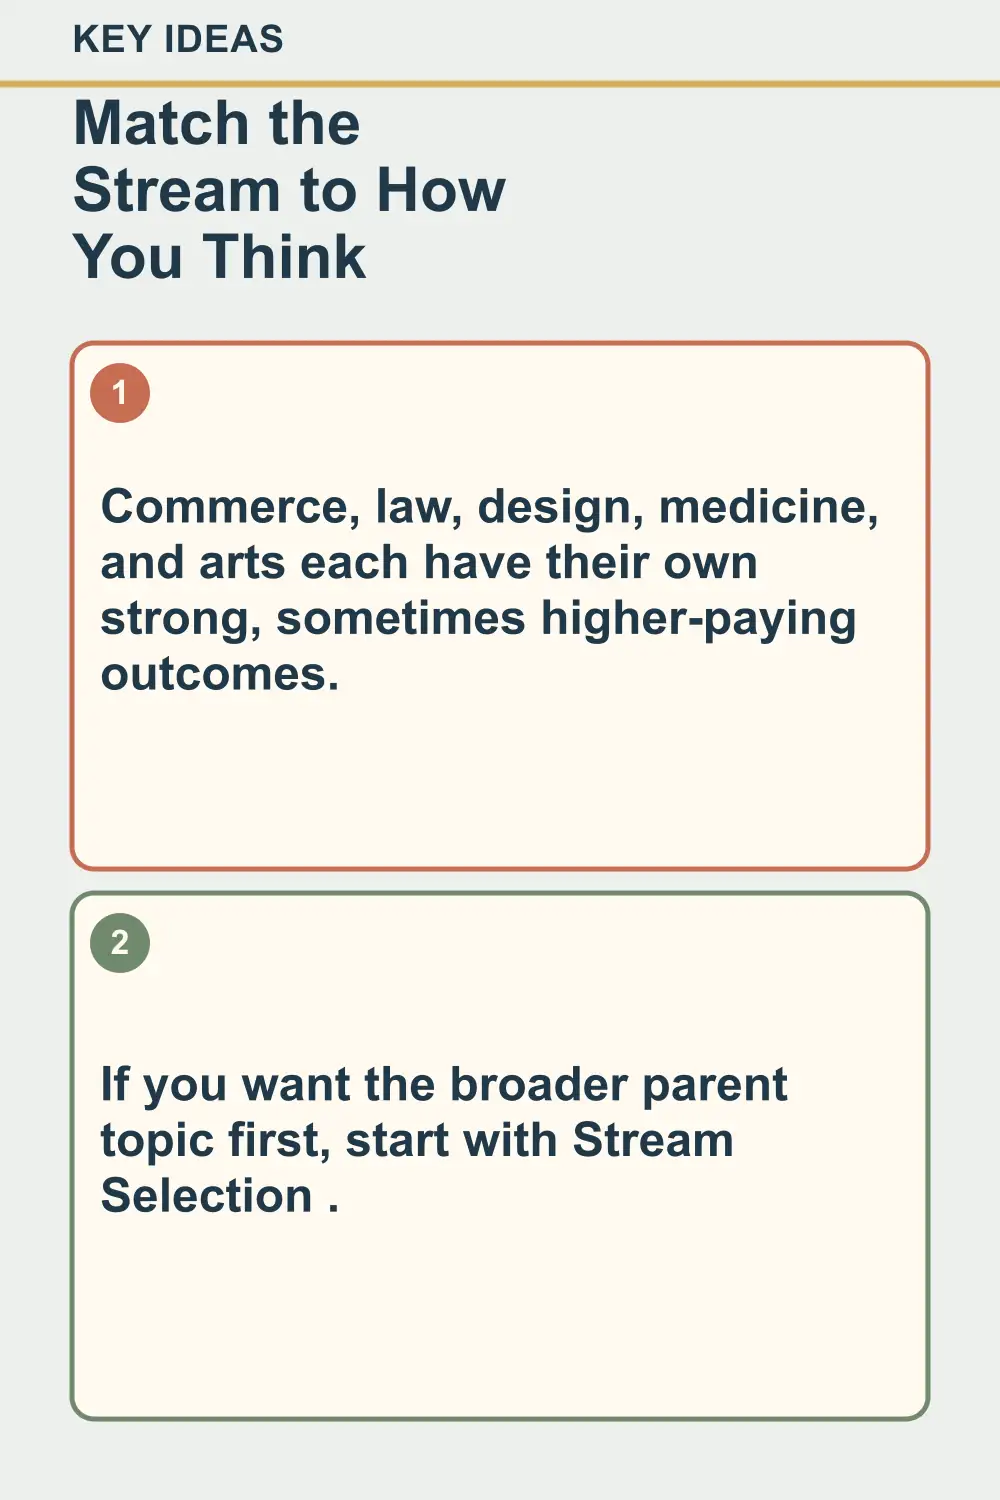 KEY IDEAS
Match the
Stream to How
You Think
1
Commerce, law, design, medicine,
and arts each have their own
strong, sometimes higher-paying
outcomes.
2
If you want the broader parent
topic first, start with Stream
Selection .